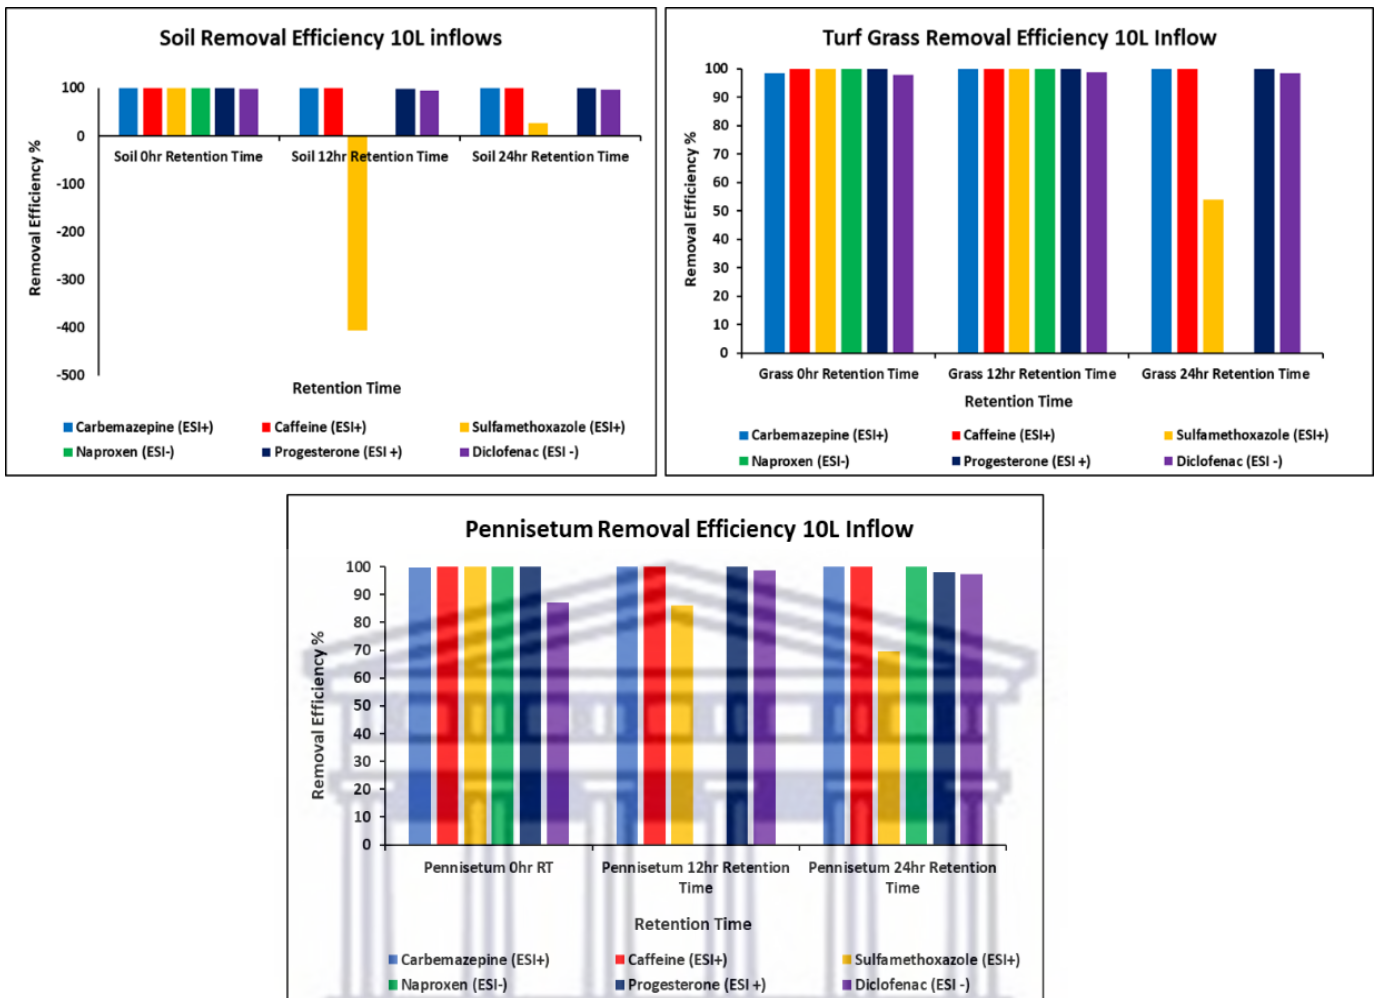 Soil Removal Efficiency 10L inflows
100
0
-100
-200
-300
-400
-500
Removal Efficiency %
Soil 0hr Retention Time
Soil 12hr Retention Time
Soil 24hr Retention Time
Retention Time
Carbemazepine (ESI+)
Caffeine (ESI+)
Sulfamethoxazole (ESI+)
Naproxen (ESI-)
Progesterone (ESI +)
Diclofenac (ESI -)
Turf Grass Removal Efficiency 10L Inflow
100
90
80
70
60
50
40
30
20
10
0
Removal Efficiency %
Grass 0hr Retention Time
Grass 12hr Retention Time
Grass 24hr Retention Time
Retention Time
Carbemazepine (ESI+)
Caffeine (ESI+)
Sulfamethoxazole (ESI+)
Naproxen (ESI-)
Progesterone (ESI +)
Diclofenac (ESI -)
Pennisetum Removal Efficiency 10L Inflow
100
90
80
70
60
50
40
30
20
10
0
Removal Efficiency %
Pennisetum 0hr RT
Pennisetum 12hr Retention
Time
Pennisetum 24hr Retention
Time
Retention Time
Carbemazepine (ESI+)
Caffeine (ESI+)
Sulfamethoxazole (ESI+)
Naproxen (ESI-)
Progesterone (ESI +)
Diclofenac (ESI -)